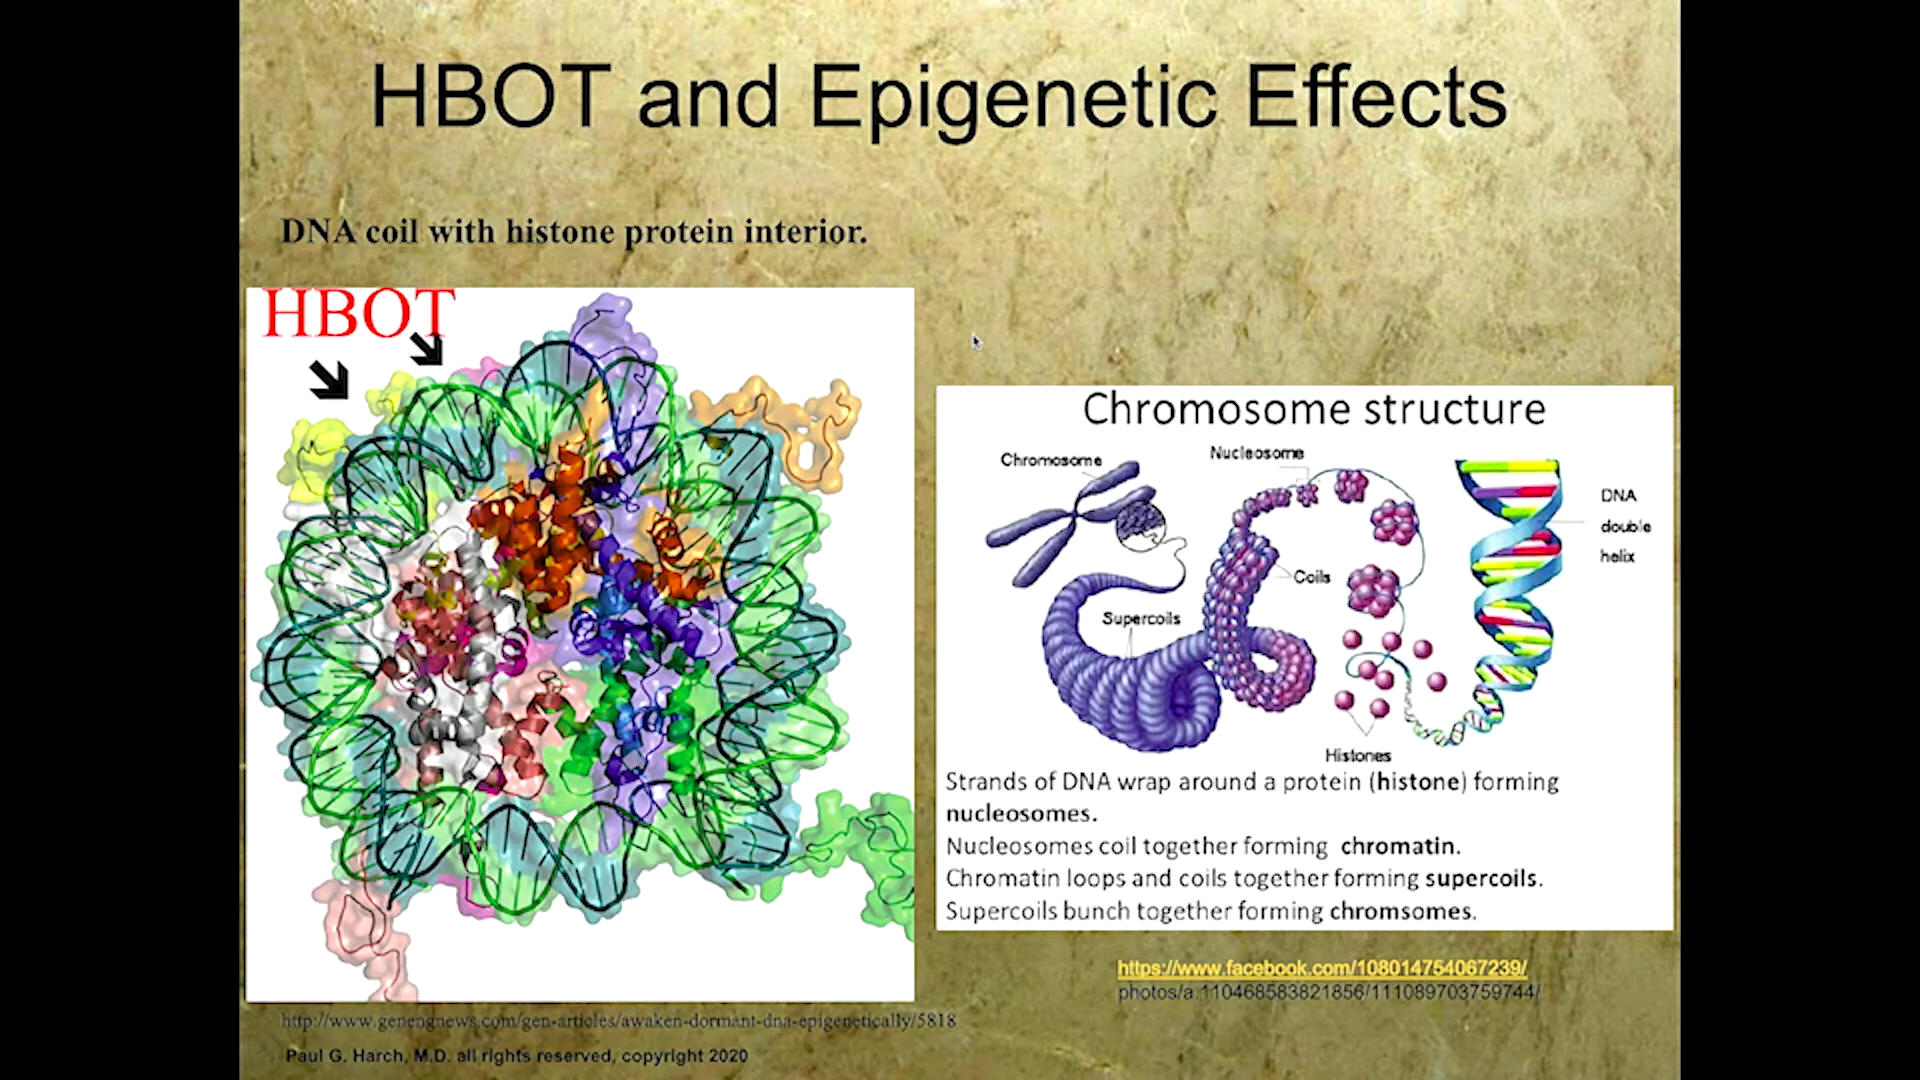 HBOT and Epigenetic Effects
DNA coil with histone protein interior.
HBOT
Chromosome structure
Chromosome
Nucleosome
DNA
double
helix
Coils
Supercoils
Histones
Strands of DNA wrap around a protein (histone) forming
nucleosomes.
Nucleosomes coil together forming chromatin.
Chromatin loops and coils together forming supercoils.
Supercoils bunch together forming chromsomes.
https://www.facebook.com/108014754067239/
photos/a.110468583821856/111089703759744/
http://www.genengnews.com/gen-articles/awaken-dormant-dna-epigenetically/5818
Paul G. Harch, M.D. all rights reserved, copyright 2020